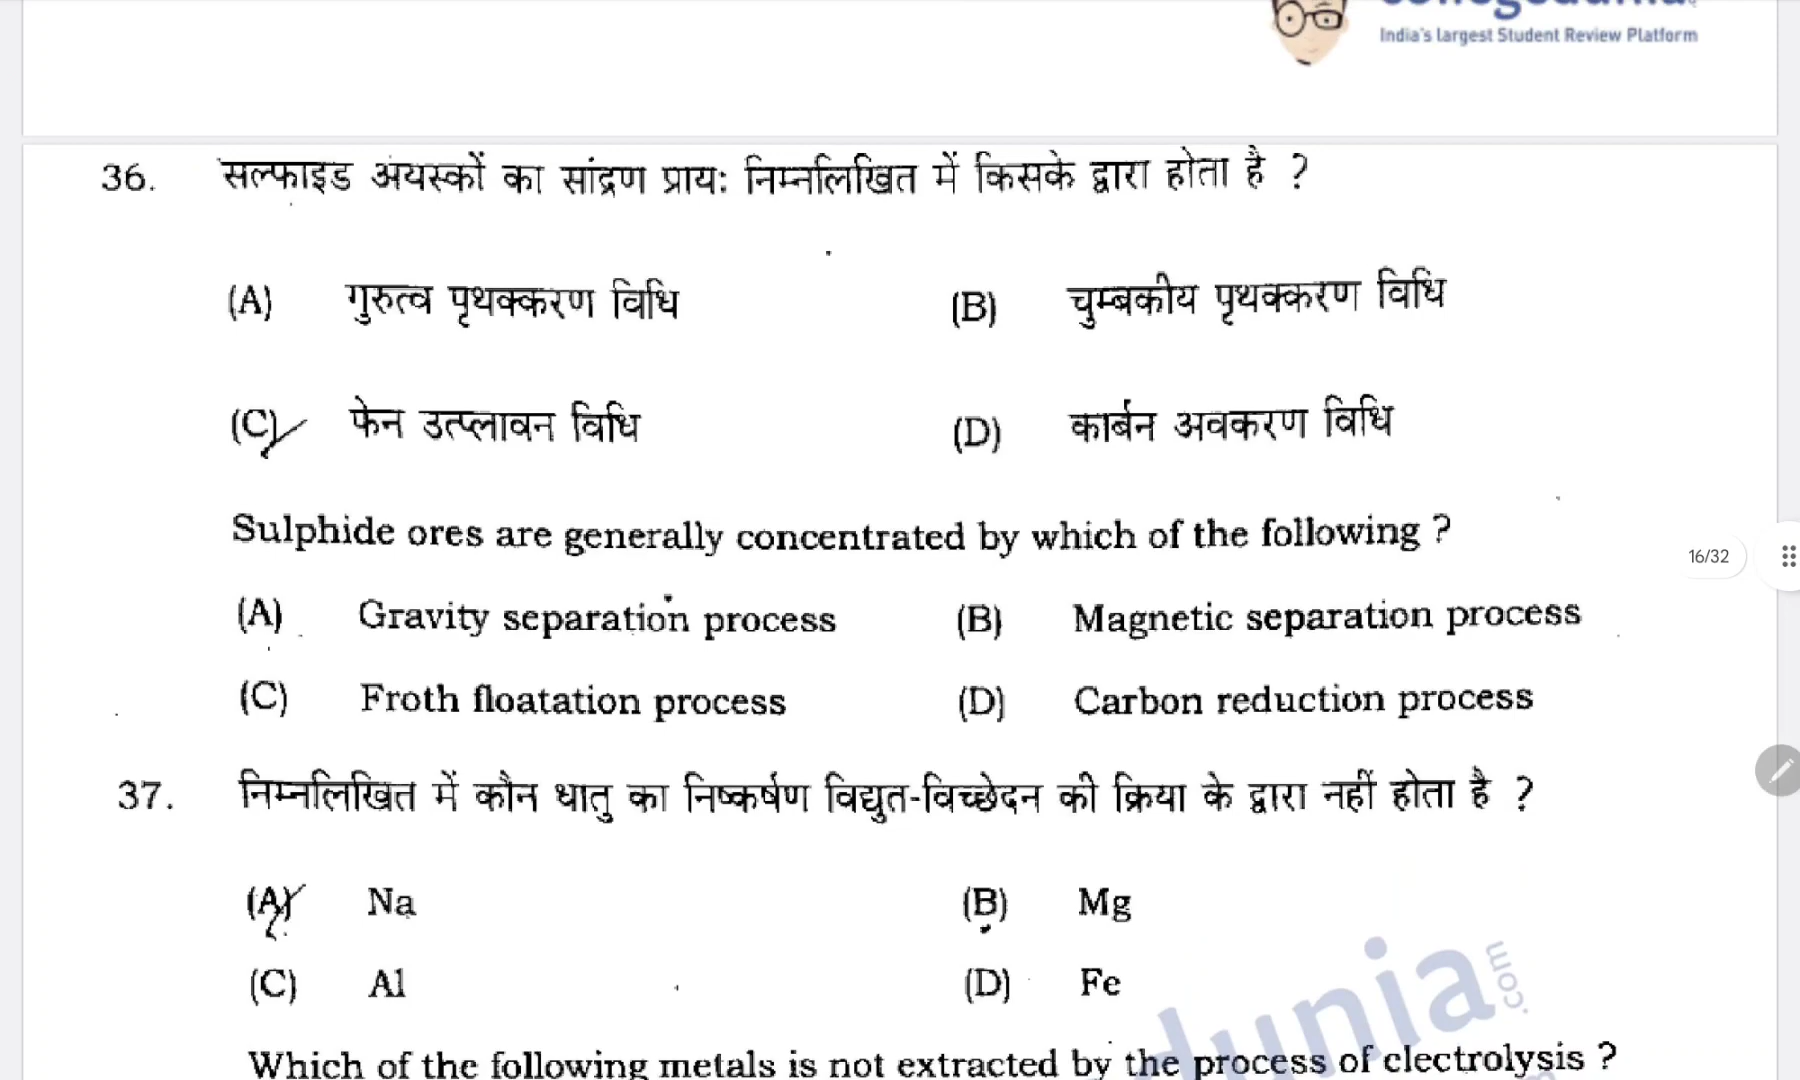 India's largest Student Review Platform
36. सल्फाइड अयस्कों का सांद्रण प्रायः निम्नलिखित में किसके द्वारा होता है ?
(A) गुरुत्व पृथक्करण विधि (B) चुम्बकीय पृथक्करण विधि
(C) फेन उत्प्लावन विधि (D) कार्बन अवकरण विधि
Sulphide ores are generally concentrated by which of the following ?
16/32
(A) Gravity separation process (B) Magnetic separation process
(C) Froth floatation process (D) Carbon reduction process
37. निम्नलिखित में कौन धातु का निष्कर्षण विद्युत-विच्छेदन की क्रिया के द्वारा नहीं होता है ?
(A) Na (B) Mg
(C) Al (D) Fe
dunia.com
Which of the following metals is not extracted by the process of electrolysis ?